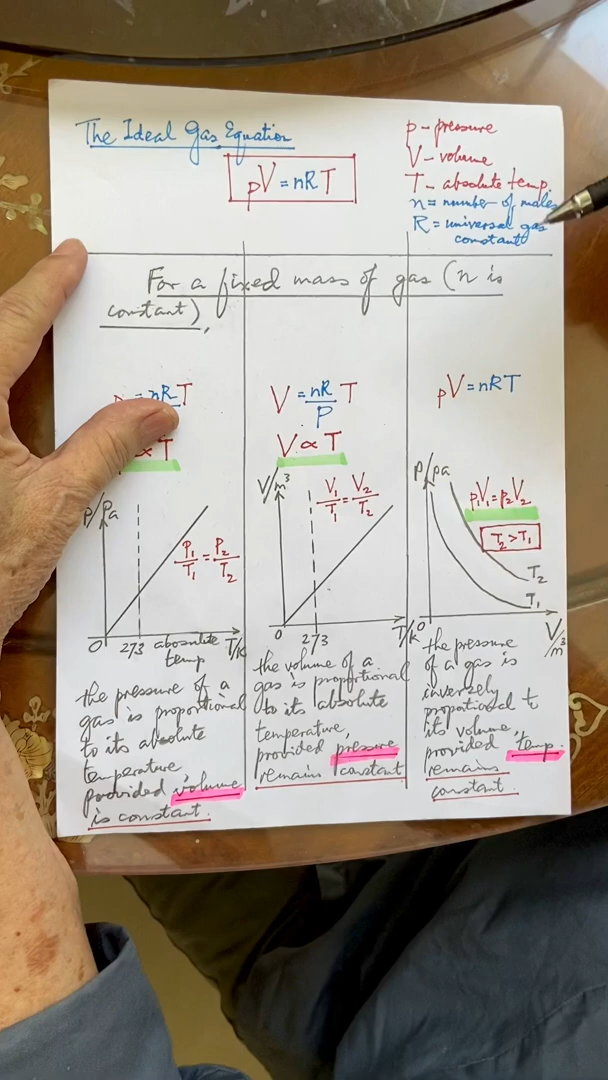 The Ideal Gas Equation
pV = nRT
p - pressure
V - volume
T - absolute temp.
n = number of moles
R = universal gas
constant
For a fixed mass of gas (n is
constant),
= nR T
∝ T
P/Pa
P₁/T₁ = P₂/T₂
0
273
absolute
temp
T/K
the pressure of a
gas is proportional
to its absolute
temperature
provided volume
is constant.
V = nR/P T
V ∝ T
V/m³
V₁/T₁ = V₂/T₂
0
273
T/K
the volume of a
gas is proportional
to its absolute
temperature,
provided pressure
remains constant
pV = nRT
P/Pa
p₁V₁ = p₂V₂
T₂ > T₁
T₂
T₁
0
V/m³
the pressure
of a gas is
inversely
propotional to
its volume,
provided temp.
remains
constant.